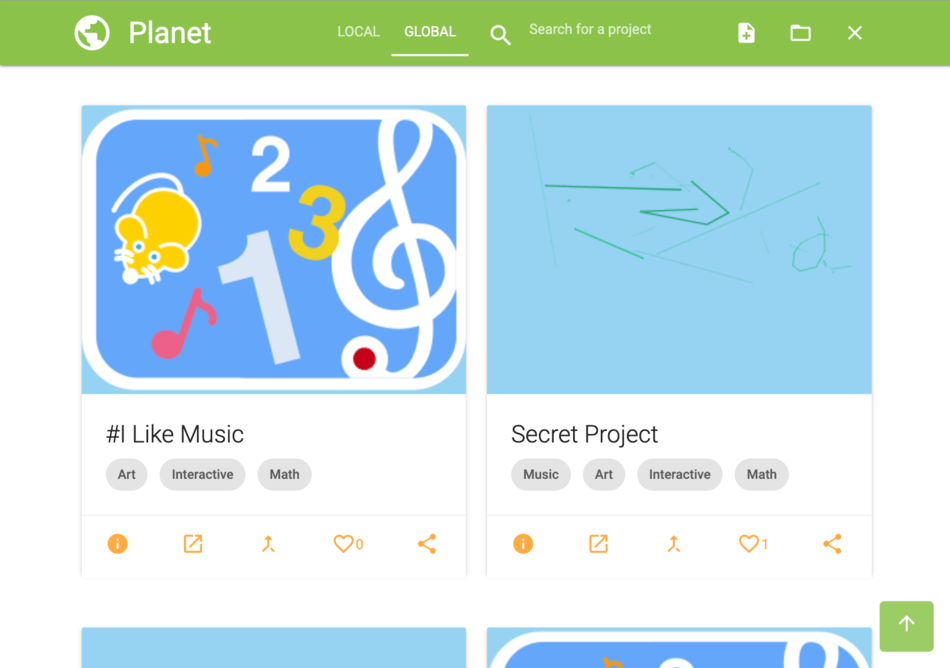 Planet
LOCAL GLOBAL Search for a project
2
3
1
#I Like Music
Art Interactive Math
0
Secret Project
Music Art Interactive Math
1